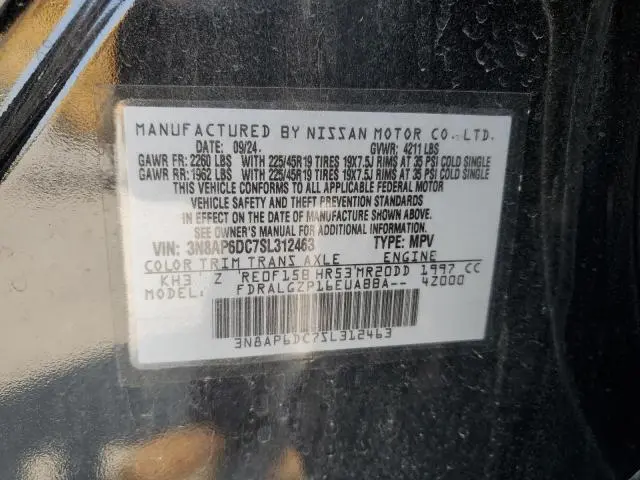 MANUFACTURED BY NISSAN MOTOR CO., LTD.
DATE: 09/24. GVWR: 4211 LBS
GAWR FR: 2260 LBS WITH 225/45R19 TIRES 19X7.5J RIMS AT 35 PSI COLD SINGLE
GAWR RR: 1962 LBS WITH 225/45R19 TIRES 19X7.5J RIMS AT 35 PSI COLD SINGLE
THIS VEHICLE CONFORMS TO ALL APPLICABLE FEDERAL MOTOR
VEHICLE SAFETY AND THEFT PREVENTION STANDARDS
IN EFFECT ON THE DATE OF MANUFACTURE SHOWN ABOVE.
SEE OWNER'S MANUAL FOR ADDITIONAL INFORMATION.
VIN: 3N8AP6DC7SL312463 TYPE: MPV
COLOR TRIM TRANS AXLE ENGINE
KH3 Z RE0F15B HR53 MR20DD 1997 CC
MODEL: FDRALGZP16EUABBA-- 4Z000
3N8AP6DC7SL312463